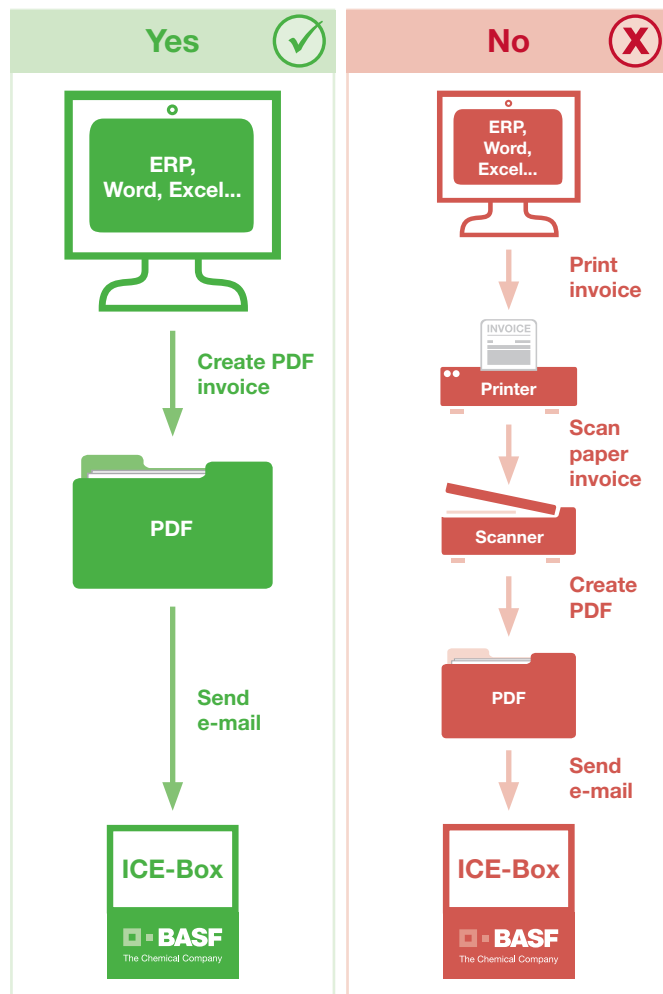 Yes
ERP,
Word, Excel...
Create PDF
invoice
PDF
Send
e-mail
ICE-Box
BASF
The Chemical Company
No
X
ERP,
Word,
Excel...
Print
invoice
INVOICE
Printer
Scan
paper
invoice
Scanner
Create
PDF
PDF
Send
e-mail
ICE-Box
BASF
The Chemical Company